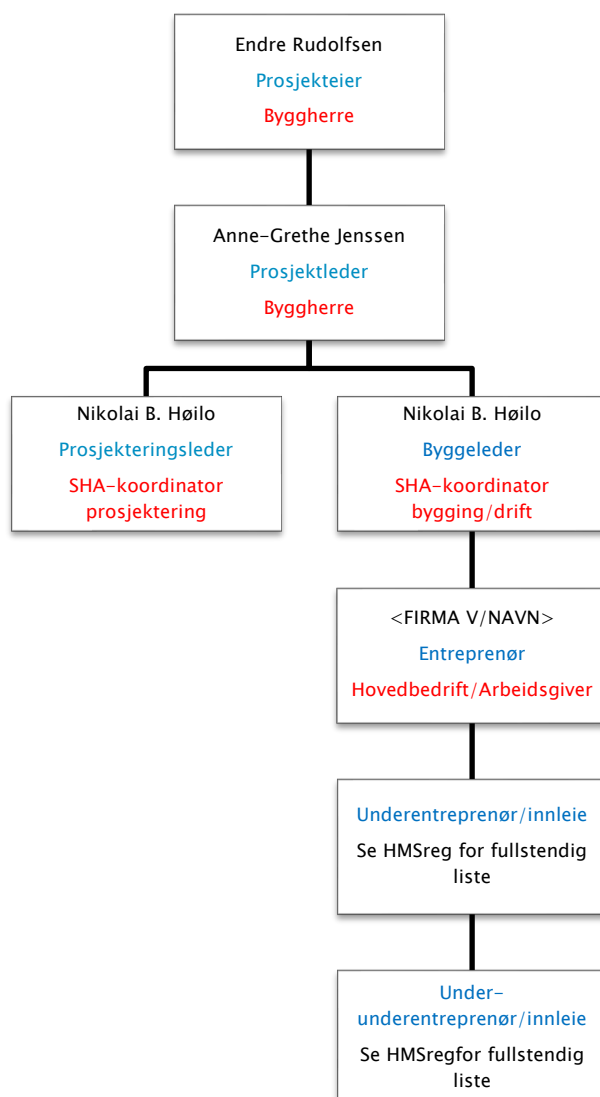 Endre Rudolfsen
Prosjekteier
Byggherre
Anne-Grethe Jenssen
Prosjektleder
Byggherre
Nikolai B. Høilo
Prosjekteringsleder
SHA-koordinator
prosjektering
Nikolai B. Høilo
Byggeleder
SHA-koordinator
bygging/drift
<FIRMA V/NAVN>
Entreprenør
Hovedbedrift/Arbeidsgiver
Underentreprenør/innleie
Se HMSreg for fullstendig
liste
Under-
underentreprenør/innleie
Se HMSregfor fullstendig
liste